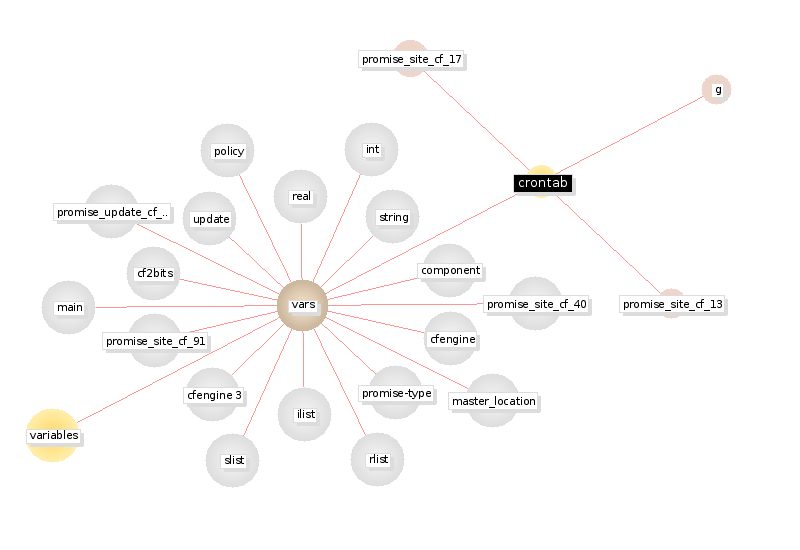 promise_site_cf_17
g
policy
int
crontab
real
promise_update_cf_..
update
string
cf2bits
component
main
vars
promise_site_cf_40
promise_site_cf_13
promise_site_cf_91
cfengine
cfengine 3
promise-type
master_location
ilist
variables
slist
rlist